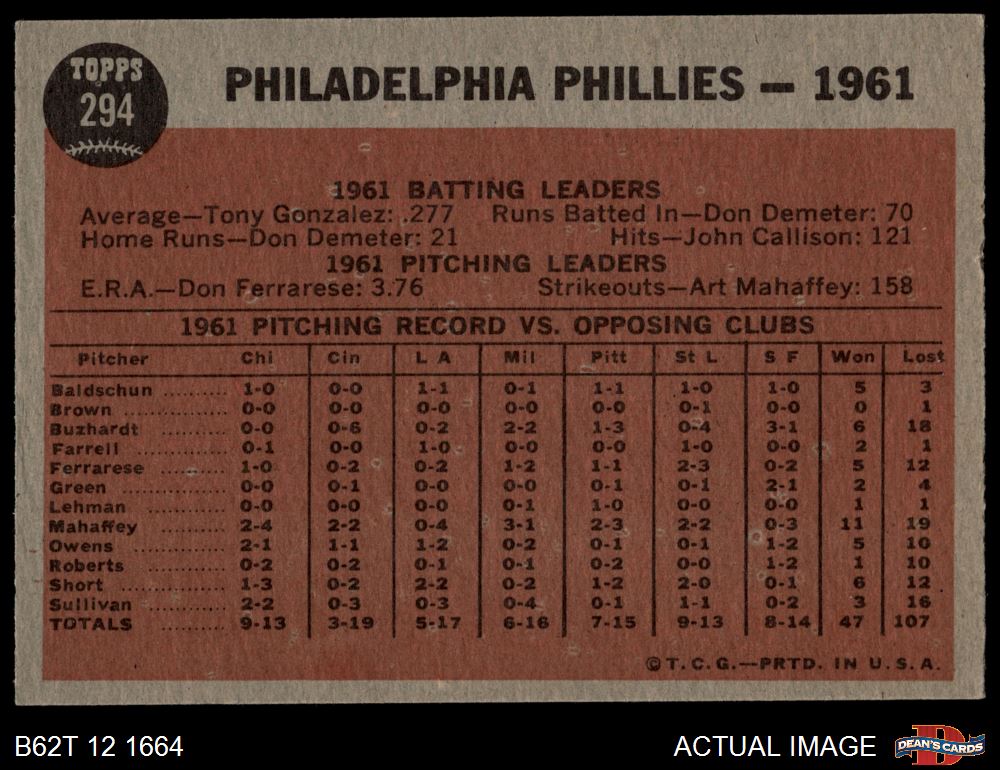 TOPPS
294
PHILADELPHIA PHILLIES — 1961
1961 BATTING LEADERS
Average—Tony Gonzalez: .277 Runs Batted In—Don Demeter: 70
Home Runs—Don Demeter: 21 Hits—John Callison: 121
1961 PITCHING LEADERS
E.R.A.—Don Ferrarese: 3.76 Strikeouts—Art Mahaffey: 158
1961 PITCHING RECORD VS. OPPOSING CLUBS
Pitcher Chi Cin L A Mil Pitt St L S F Won Lost
Baldschun .......... 1-0 0-0 1-1 0-1 1-1 1-0 1-0 5 3
Brown ................ 0-0 0-0 0-0 0-0 0-0 0-1 0-0 0 1
Buzhardt .......... 0-0 0-6 0-2 2-2 1-3 0-4 3-1 6 18
Farrell ............. 0-1 0-0 1-0 0-0 0-0 1-0 0-0 2 1
Ferrarese .......... 1-0 0-2 0-2 1-2 1-1 2-3 0-2 5 12
Green ................ 0-0 0-1 0-0 0-0 0-1 0-1 2-1 2 4
Lehman ............. 0-0 0-0 0-0 0-1 1-0 0-0 0-0 1 1
Mahaffey .......... 2-4 2-2 0-4 3-1 2-3 2-2 0-3 11 19
Owens ............... 2-1 1-1 1-2 0-2 0-1 0-1 1-2 5 10
Roberts ............. 0-2 0-2 0-1 0-1 0-2 0-0 1-2 1 10
Short ................ 1-3 0-2 2-2 0-2 1-2 2-0 0-1 6 12
Sullivan ............ 2-2 0-3 0-3 0-4 0-1 1-1 0-2 3 16
TOTALS ............ 9-13 3-19 5-17 6-16 7-15 9-13 8-14 47 107
©T.C.G.—PRTD. IN U.S.A.
B62T 12 1664 ACTUAL IMAGE DEAN'S CARDS